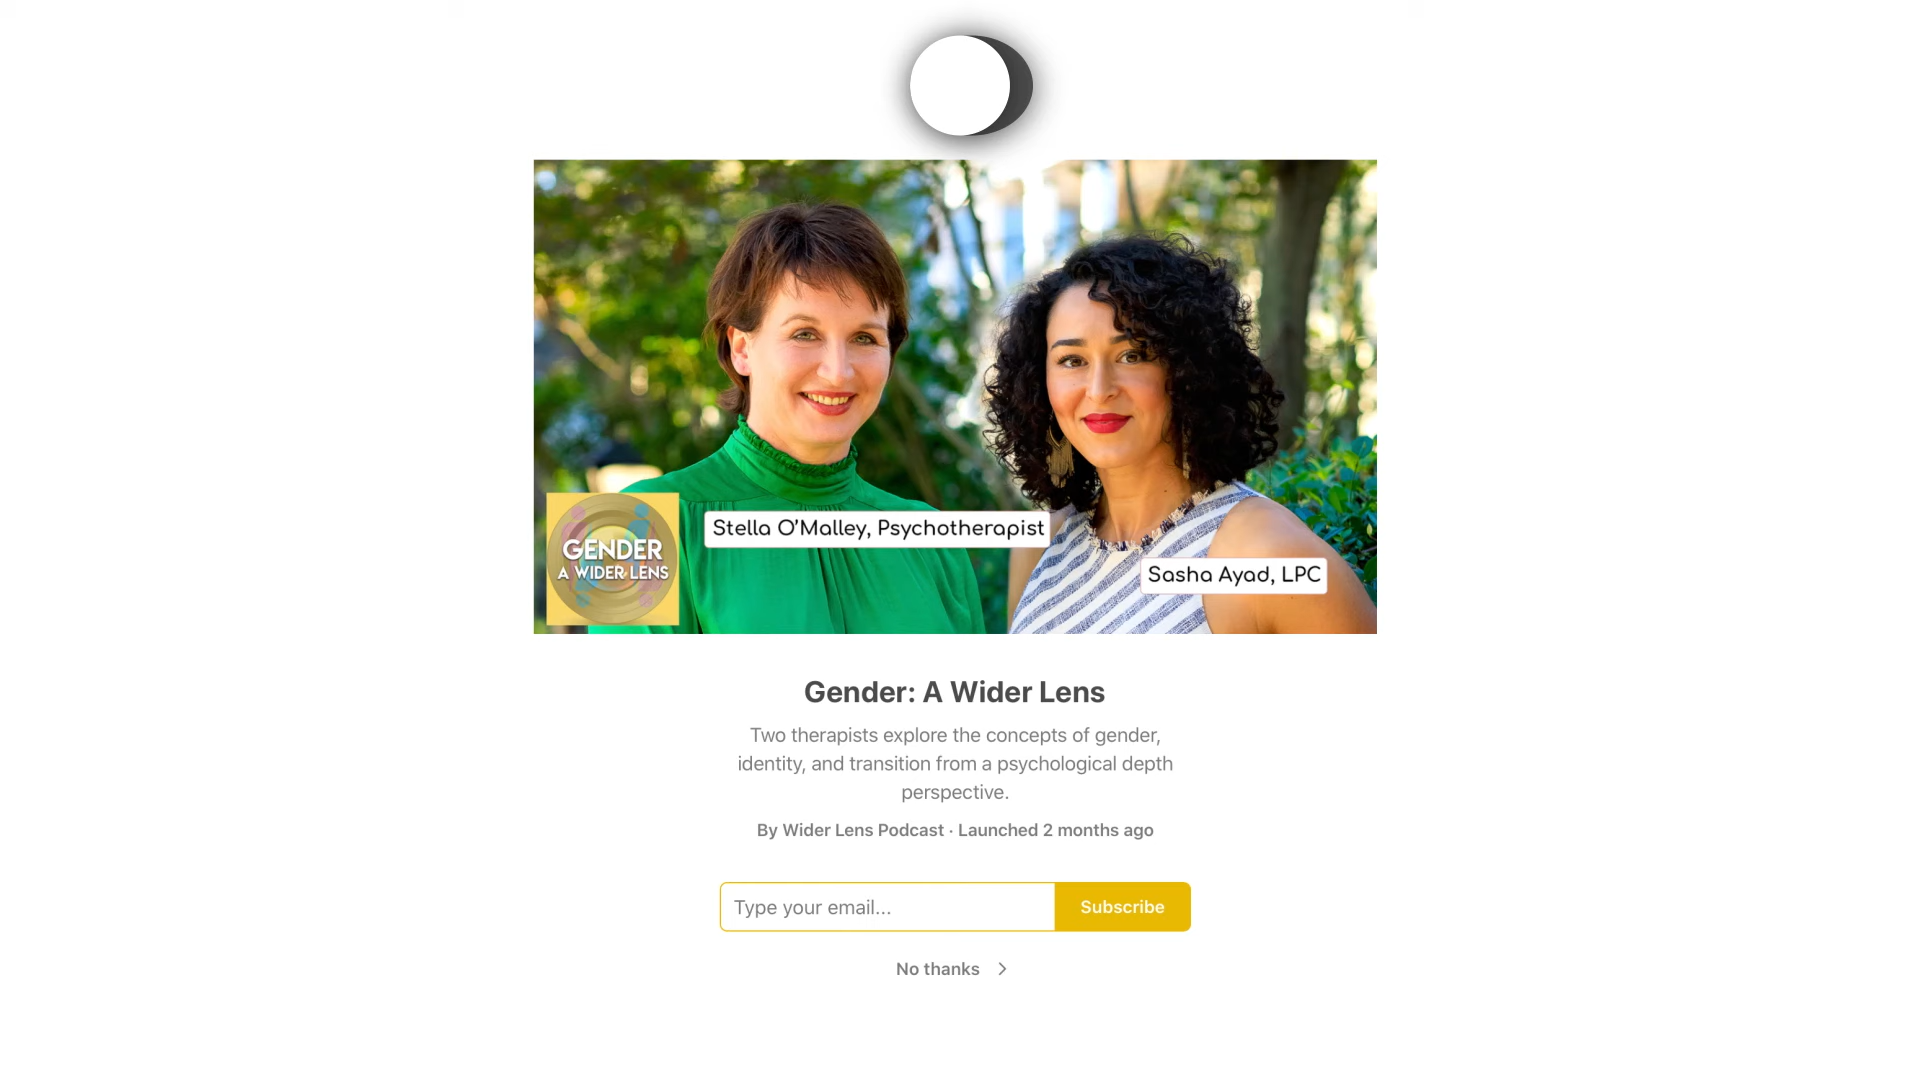 Stella O'Malley, Psychotherapist
GENDER
A WIDER LENS
Sasha Ayad, LPC
Gender: A Wider Lens
Two therapists explore the concepts of gender,
identity, and transition from a psychological depth
perspective.
By Wider Lens Podcast · Launched 2 months ago
Type your email...
Subscribe
No thanks